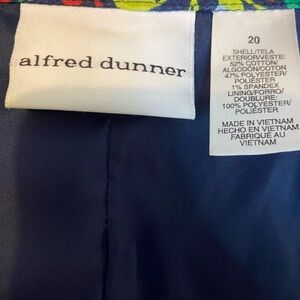 alfred dunner
20
SHELL/TELA
EXTERIOR/VESTE:
52% COTTON/
ALGODON/COTON
47% POLYESTER/
POLIÉSTER
1% SPANDEX
LINING/FORRO/
DOUBLURE:
100% POLYESTER/
POLIÉSTER
MADE IN VIETNAM
HECHO EN VIETNAM
FABRIQUÉ AU
VIETNAM